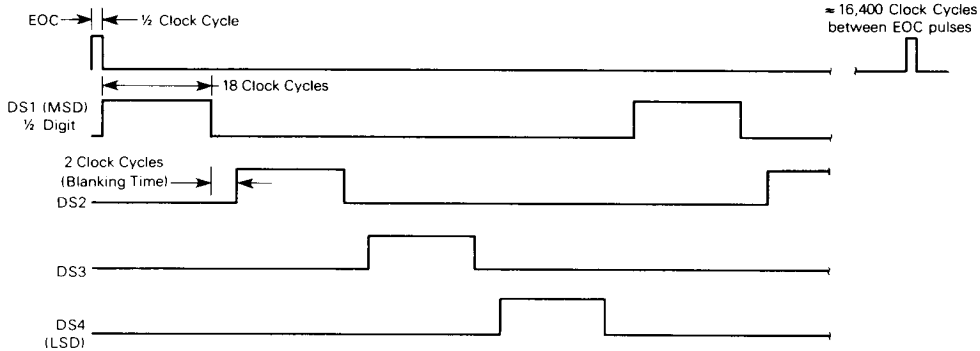 EOC
½ Clock Cycle
≈ 16,400 Clock Cycles
between EOC pulses
18 Clock Cycles
DS1 (MSD)
½ Digit
2 Clock Cycles
(Blanking Time)
DS2
DS3
DS4
(LSD)